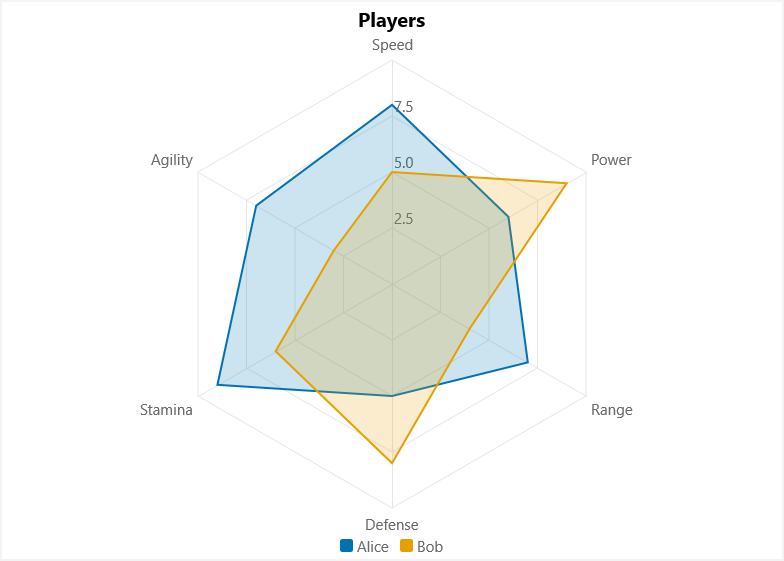 Players
Speed
7.5
Agility
Power
5.0
2.5
Stamina
Range
Defense
Alice Bob